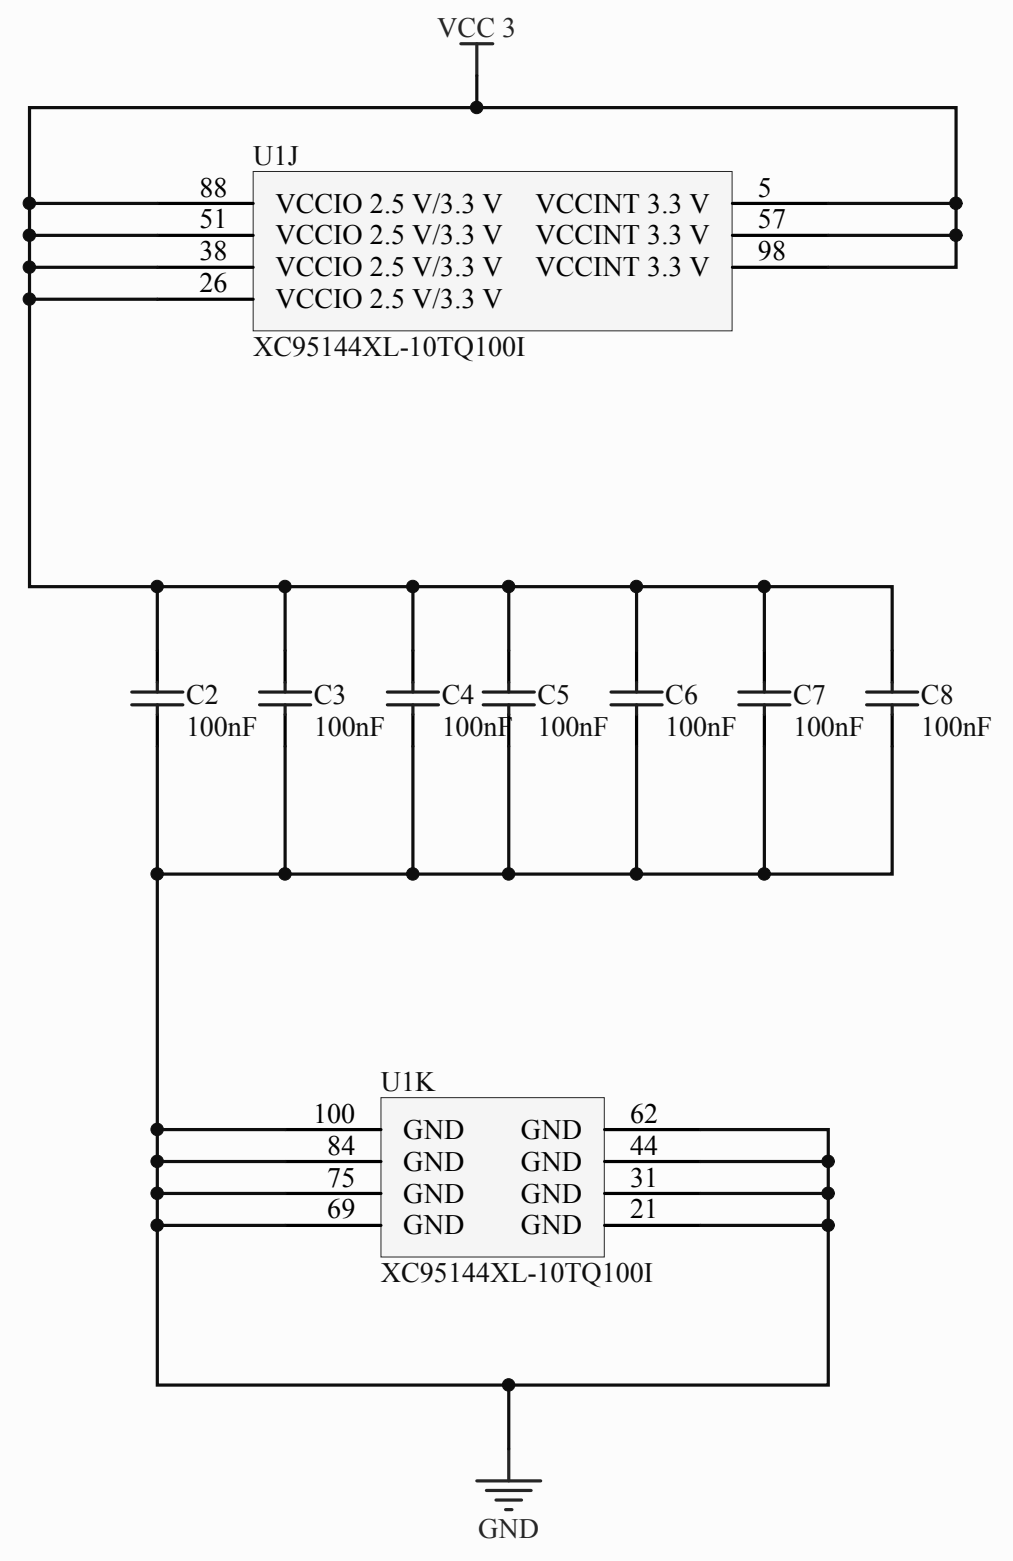 VCC 3
U1J
88 VCCIO 2.5 V/3.3 V VCCINT 3.3 V 5
51 VCCIO 2.5 V/3.3 V VCCINT 3.3 V 57
38 VCCIO 2.5 V/3.3 V VCCINT 3.3 V 98
26 VCCIO 2.5 V/3.3 V
XC95144XL-10TQ100I
C2 C3 C4 C5 C6 C7 C8
100nF 100nF 100nF 100nF 100nF 100nF 100nF
U1K
100 GND GND 62
84 GND GND 44
75 GND GND 31
69 GND GND 21
XC95144XL-10TQ100I
GND